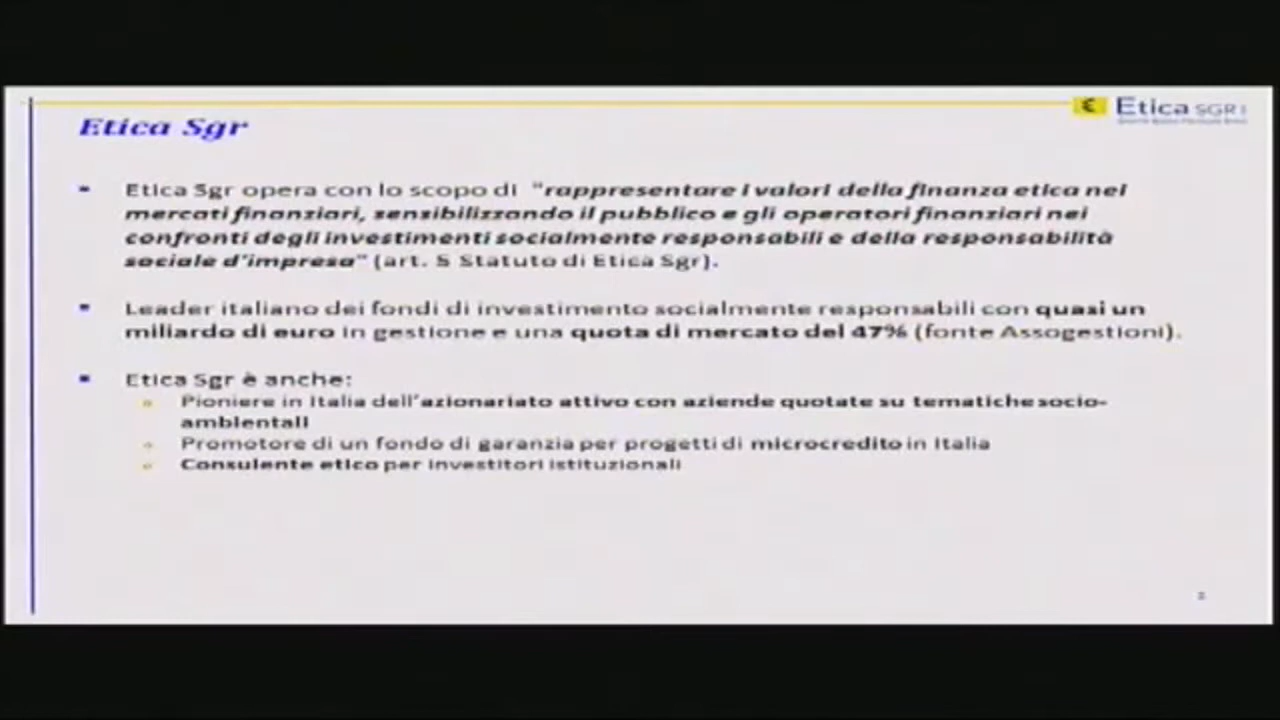 Etica SGR
Etica Sgr
Etica Sgr opera con lo scopo di "rappresentare i valori della finanza etica nei
mercati finanziari, sensibilizzando il pubblico e gli operatori finanziari nei
confronti degli investimenti socialmente responsabili e della responsabilità
sociale d'impresa" (art. 5 Statuto di Etica Sgr).
Leader italiano dei fondi di investimento socialmente responsabili con quasi un
miliardo di euro in gestione e una quota di mercato del 47% (fonte Assogestioni).
Etica Sgr è anche:
Pioniere in Italia dell'azionariato attivo con aziende quotate su tematiche socio-
ambientali
Promotore di un fondo di garanzia per progetti di microcredito in Italia
Consulente etico per investitori istituzionali